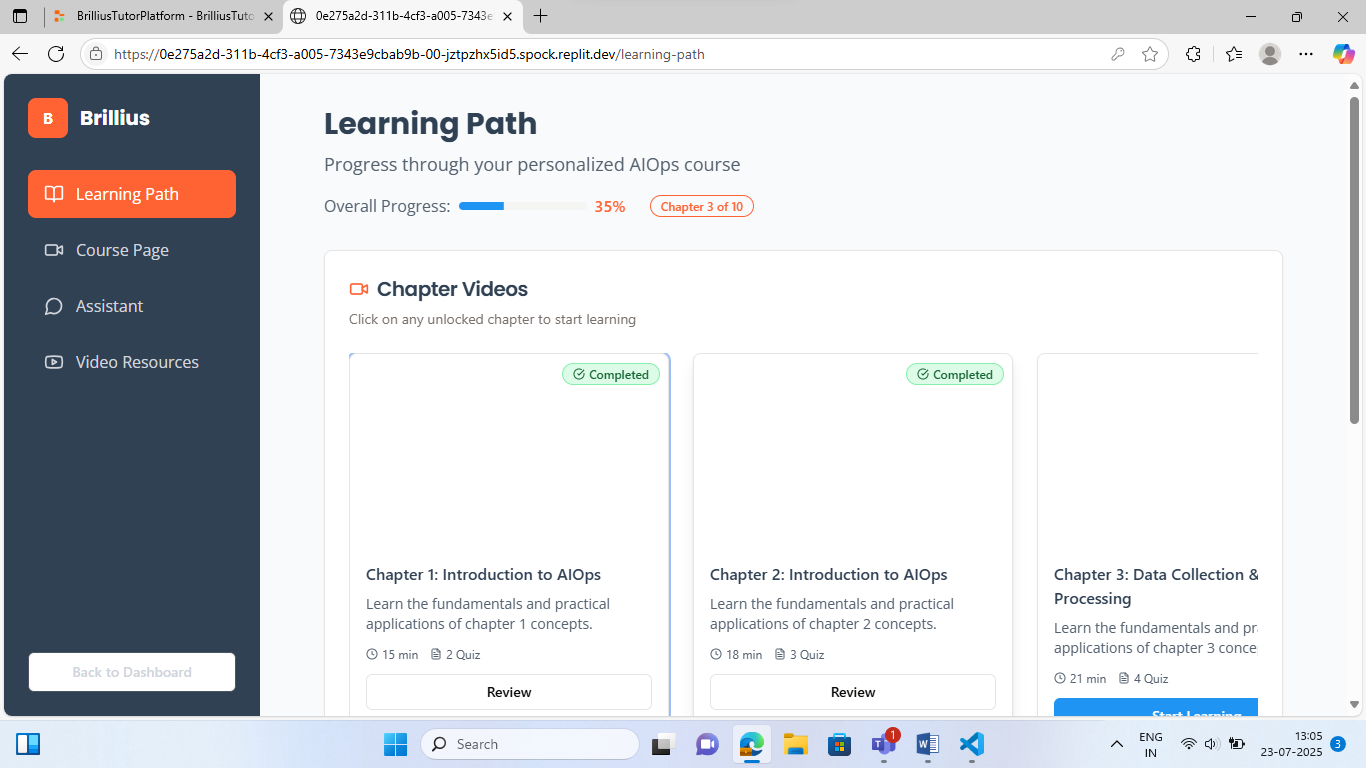 BrilliusTutorPlatform - BrilliusTuto
0e275a2d-311b-4cf3-a005-7343e
https://0e275a2d-311b-4cf3-a005-7343e9cbab9b-00-jztpzhx5id5.spock.replit.dev/learning-path
B
Brillius
Learning Path
Course Page
Assistant
Video Resources
Back to Dashboard
Learning Path
Progress through your personalized AIOps course
Overall Progress: 35% Chapter 3 of 10
Chapter Videos
Click on any unlocked chapter to start learning
Completed
Chapter 1: Introduction to AIOps
Learn the fundamentals and practical
applications of chapter 1 concepts.
15 min 2 Quiz
Review
Completed
Chapter 2: Introduction to AIOps
Learn the fundamentals and practical
applications of chapter 2 concepts.
18 min 3 Quiz
Review
Chapter 3: Data Collection &
Processing
Learn the fundamentals and pr
applications of chapter 3 conce
21 min 4 Quiz
Start Learning
Search
1
ENG
IN
13:05
23-07-2025
3